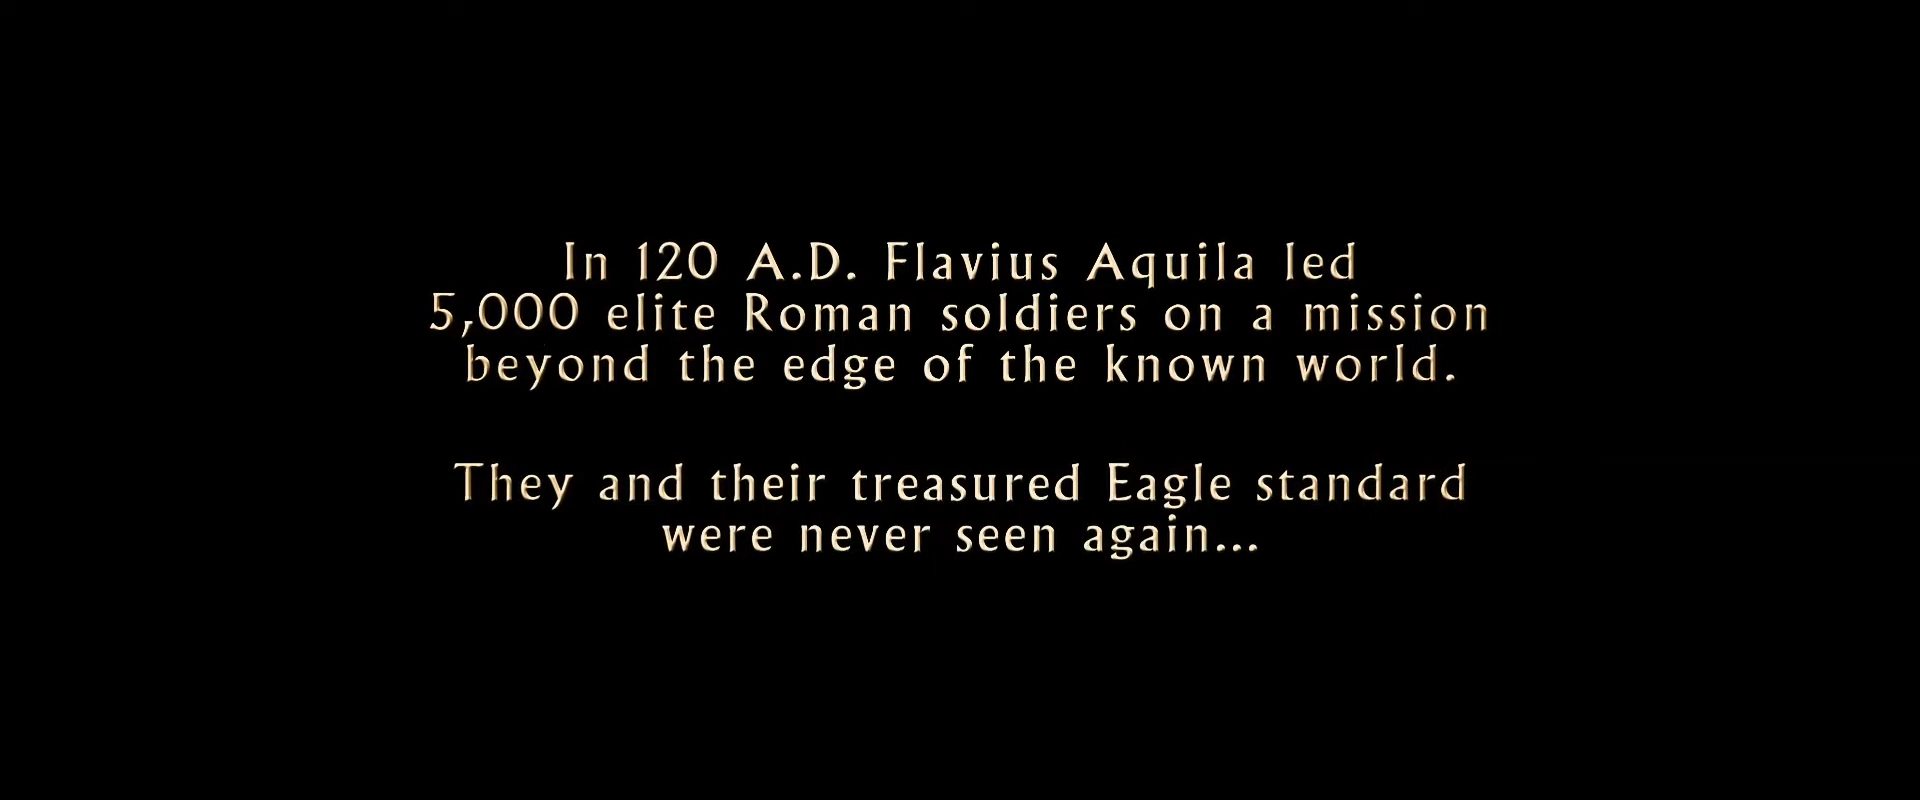 In 120 A.D. Flavius Aquila led
5,000 elite Roman soldiers on a mission
beyond the edge of the known world.
They and their treasured Eagle standard
were never seen again...